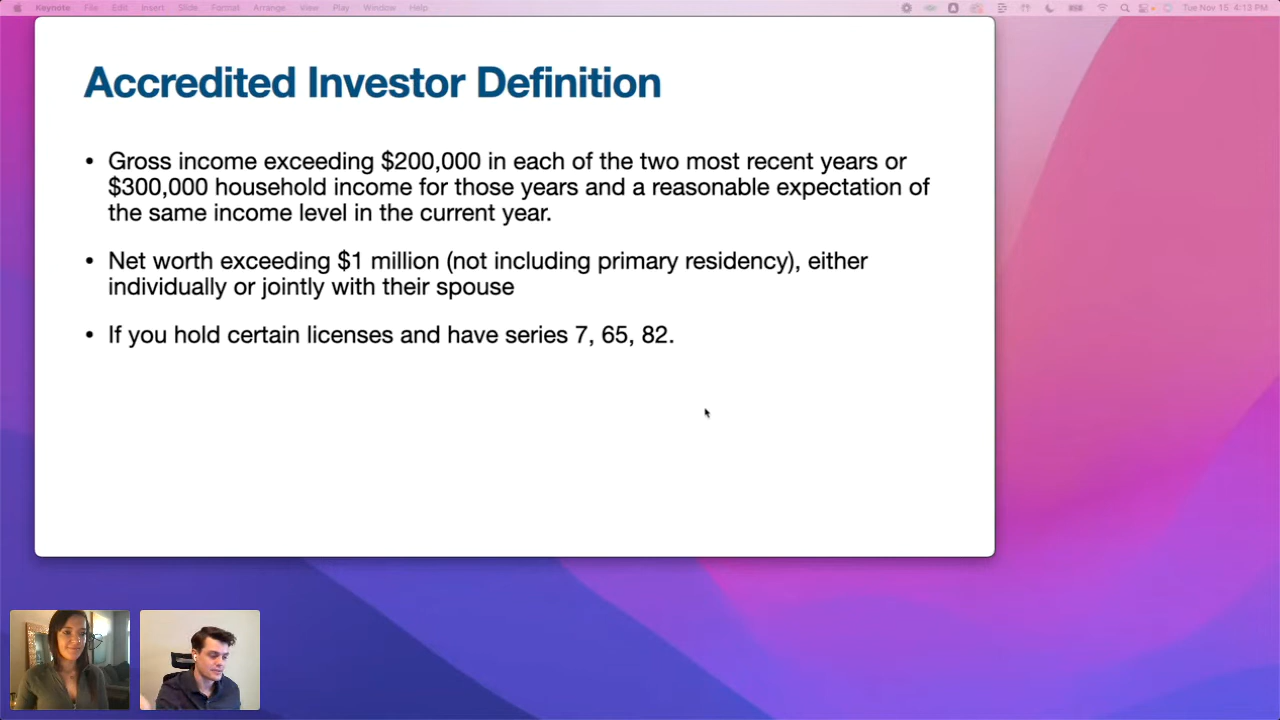 Keynote File Edit Insert Slide Format Arrange View Play Window Help Tue Nov 15 4:13 PM
Accredited Investor Definition
• Gross income exceeding $200,000 in each of the two most recent years or
$300,000 household income for those years and a reasonable expectation of
the same income level in the current year.
• Net worth exceeding $1 million (not including primary residency), either
individually or jointly with their spouse
• If you hold certain licenses and have series 7, 65, 82.